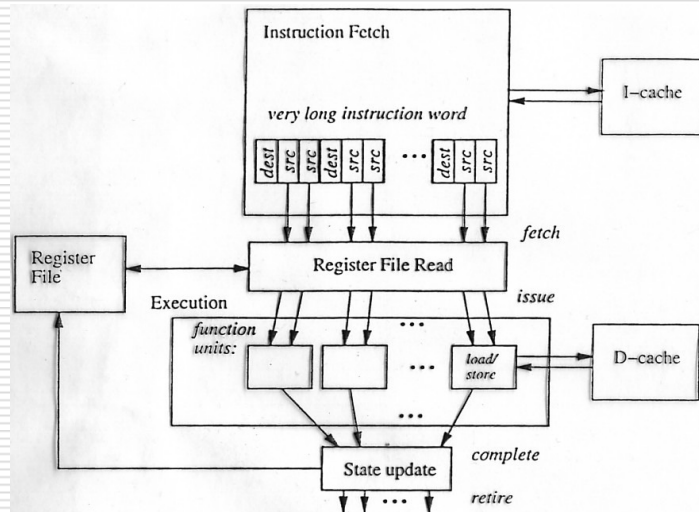 Instruction Fetch
I-cache
very long instruction word
dest src src dest src src ... dest src src
fetch
Register File
Register File Read
issue
Execution
...
function units:
load/ store
...
D-cache
...
State update
complete
...
retire